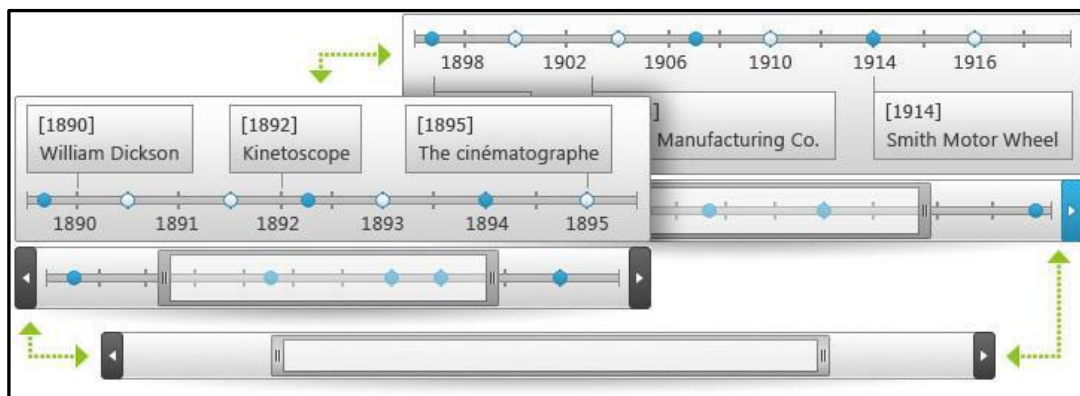 1898 1902 1906 1910 1914 1916
]
Manufacturing Co.
[1914]
Smith Motor Wheel
[1890]
William Dickson
[1892]
Kinetoscope
[1895]
The cinématographe
1890 1891 1892 1893 1894 1895